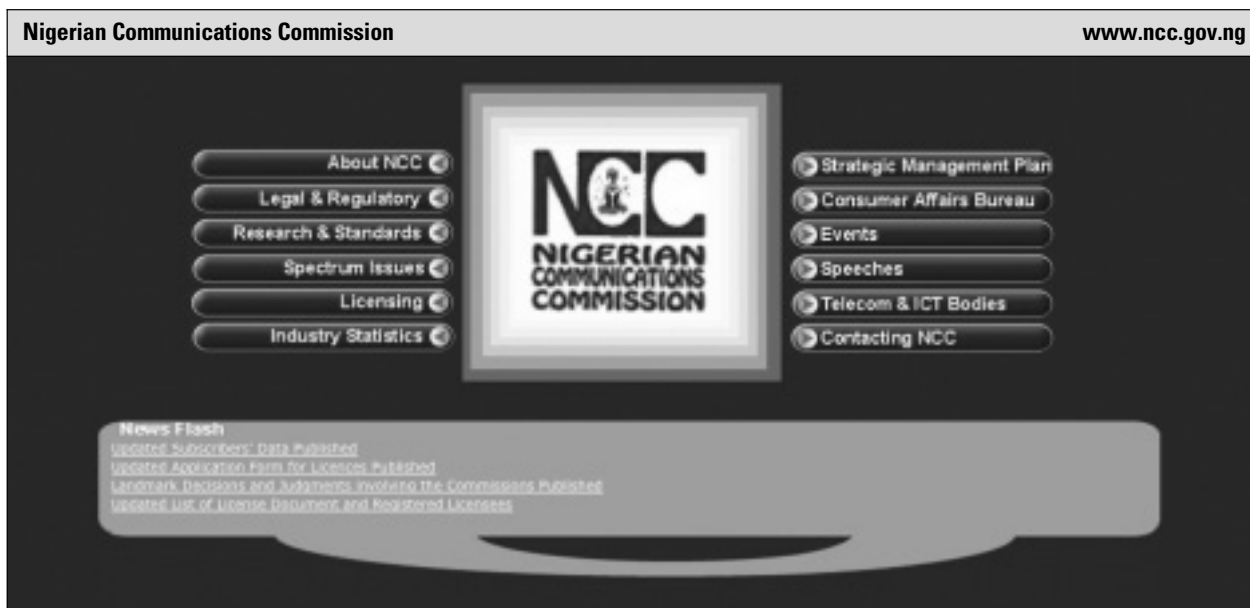 Nigerian Communications Commission www.ncc.gov.ng
About NCC
Legal & Regulatory
Research & Standards
Spectrum Issues
Licensing
Industry Statistics
NCC
NIGERIAN
COMMUNICATIONS
COMMISSION
Strategic Management Plan
Consumer Affairs Bureau
Events
Speeches
Telecom & ICT Bodies
Contacting NCC
News Flash
Updated Subscribers' Data Published
Updated Application Form for Licences Published
Landmark Decisions and Judgments Involving the Commissions Published
Updated List of License Document and Registered Licensees